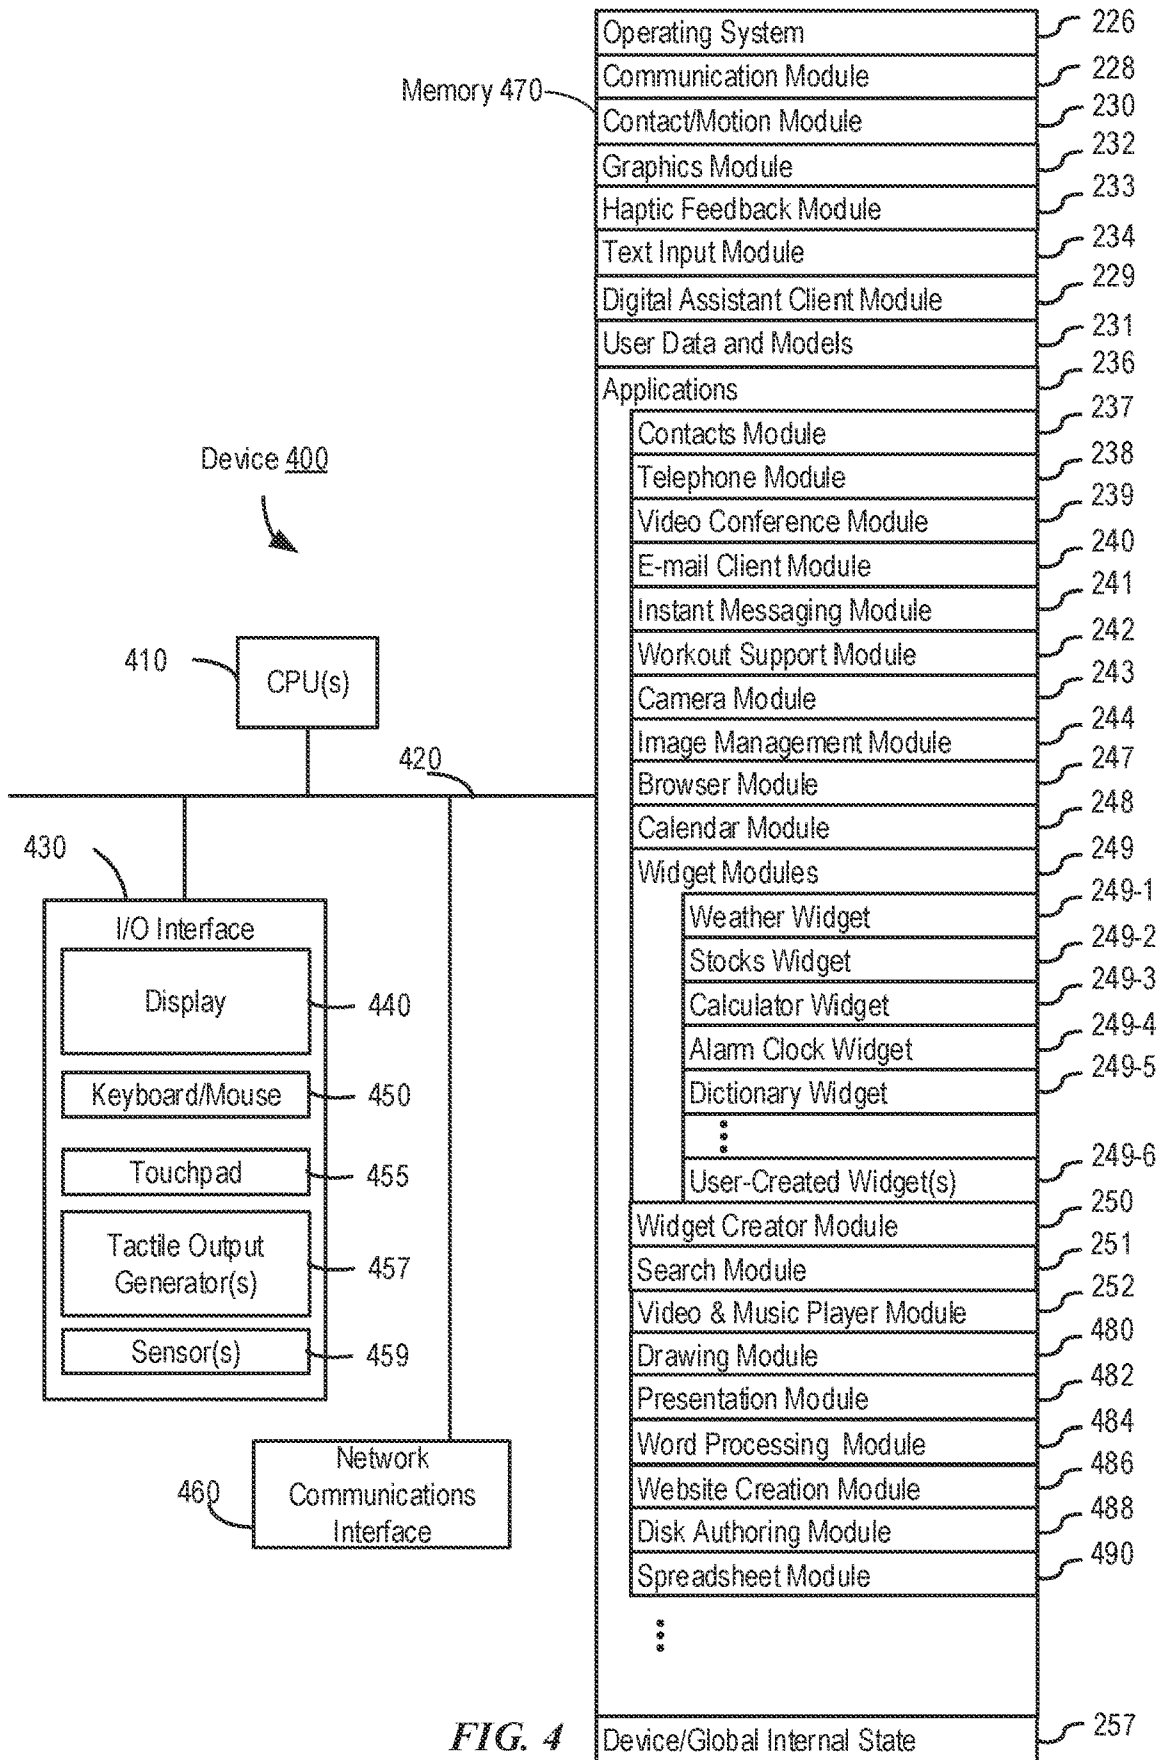 Operating System 226
Communication Module 228
Memory 470
Contact/Motion Module 230
Graphics Module 232
Haptic Feedback Module 233
Text Input Module 234
Digital Assistant Client Module 229
User Data and Models 231
Applications 236
Contacts Module 237
Telephone Module 238
Video Conference Module 239
E-mail Client Module 240
Instant Messaging Module 241
Workout Support Module 242
Camera Module 243
Image Management Module 244
Browser Module 247
Calendar Module 248
Widget Modules 249
Weather Widget 249-1
Stocks Widget 249-2
Calculator Widget 249-3
Alarm Clock Widget 249-4
Dictionary Widget 249-5
User-Created Widget(s) 249-6
Widget Creator Module 250
Search Module 251
Video & Music Player Module 252
Drawing Module 480
Presentation Module 482
Word Processing Module 484
Website Creation Module 486
Disk Authoring Module 488
Spreadsheet Module 490
Device/Global Internal State 257
Device 400
410
CPU(s)
420
430
I/O Interface
Display 440
Keyboard/Mouse 450
Touchpad 455
Tactile Output
Generator(s) 457
Sensor(s) 459
460
Network
Communications
Interface
FIG. 4